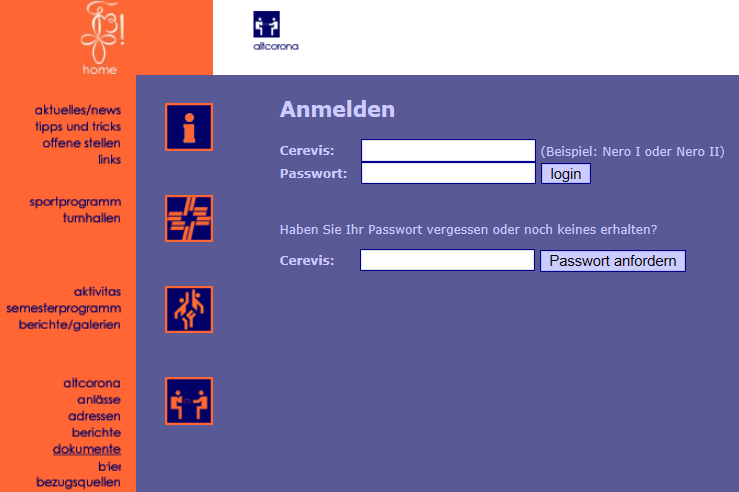 home
altcorona
aktuelles/news
tipps und tricks
offene stellen
links
sportprogramm
turnhallen
aktivitas
semesterprogramm
berichte/galerien
altcorona
anlässe
adressen
berichte
dokumente
bier
bezugsquellen
Anmelden
Cerevis: (Beispiel: Nero I oder Nero II)
Passwort: login
Haben Sie Ihr Passwort vergessen oder noch keines erhalten?
Cerevis: Passwort anfordern